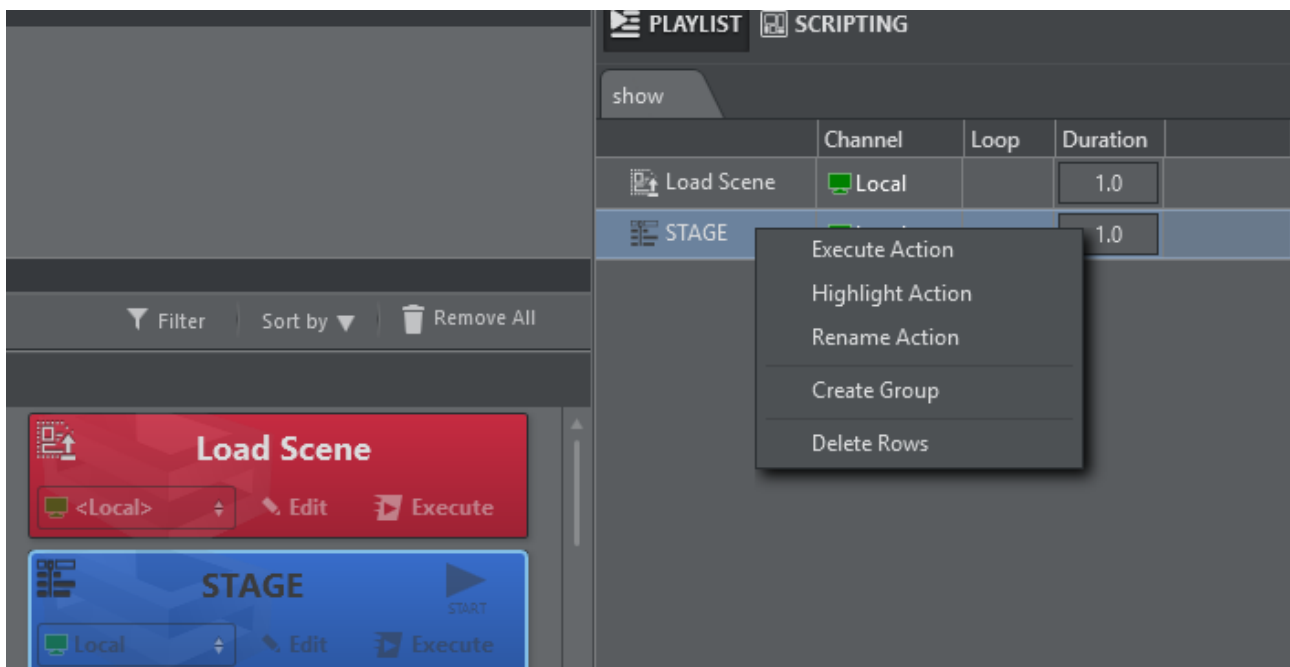 PLAYLIST SCRIPTING
show
Channel Loop Duration
Load Scene Local 1.0
STAGE 1.0
Execute Action
Highlight Action
Rename Action
Create Group
Delete Rows
Filter Sort by Remove All
Load Scene
<Local> Edit Execute
STAGE
START
Local Edit Execute